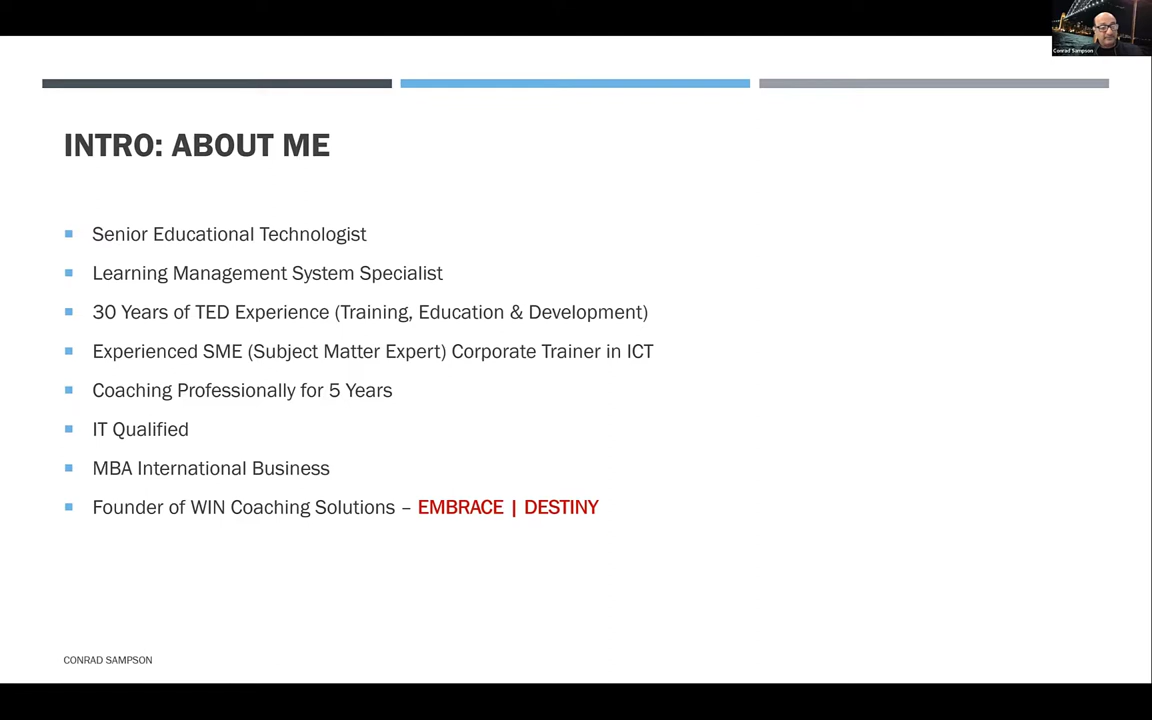 Conrad Sampson
INTRO: ABOUT ME
Senior Educational Technologist
Learning Management System Specialist
30 Years of TED Experience (Training, Education & Development)
Experienced SME (Subject Matter Expert) Corporate Trainer in ICT
Coaching Professionally for 5 Years
IT Qualified
MBA International Business
Founder of WIN Coaching Solutions – EMBRACE | DESTINY
CONRAD SAMPSON